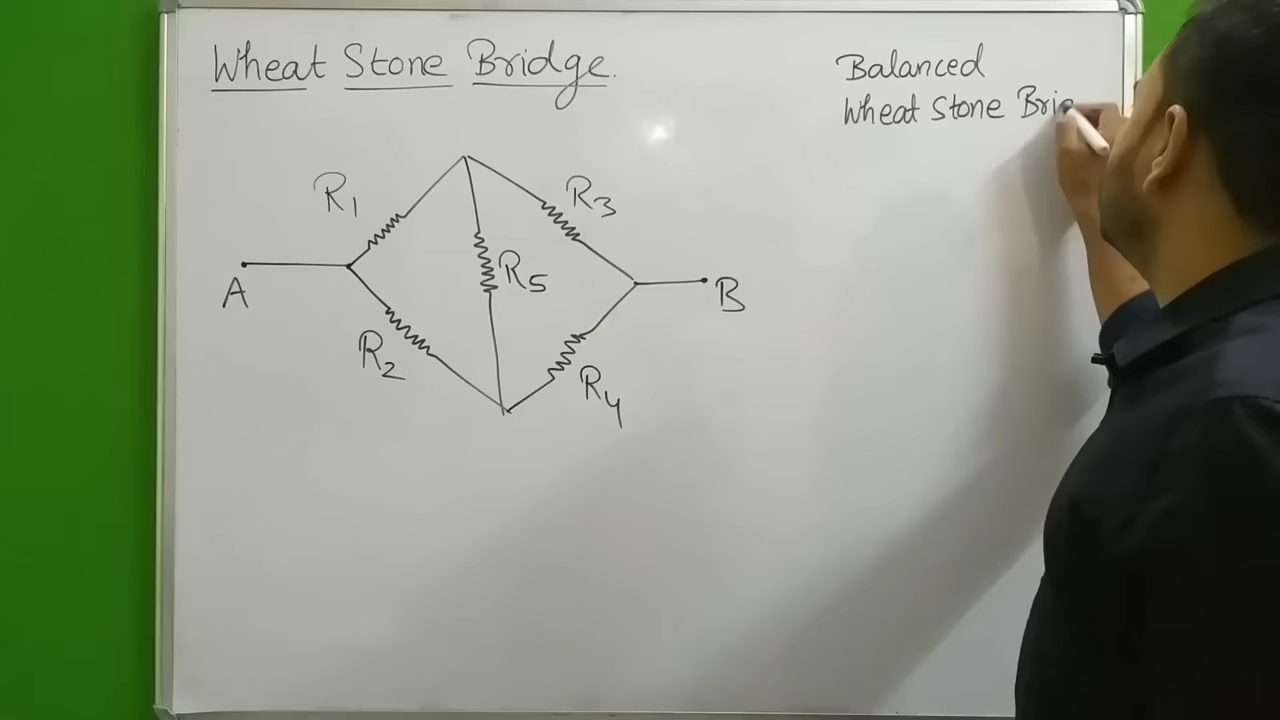 Wheat Stone Bridge.
Balanced
Wheat Stone Bri
R1
R3
R5
A
B
R2
R4